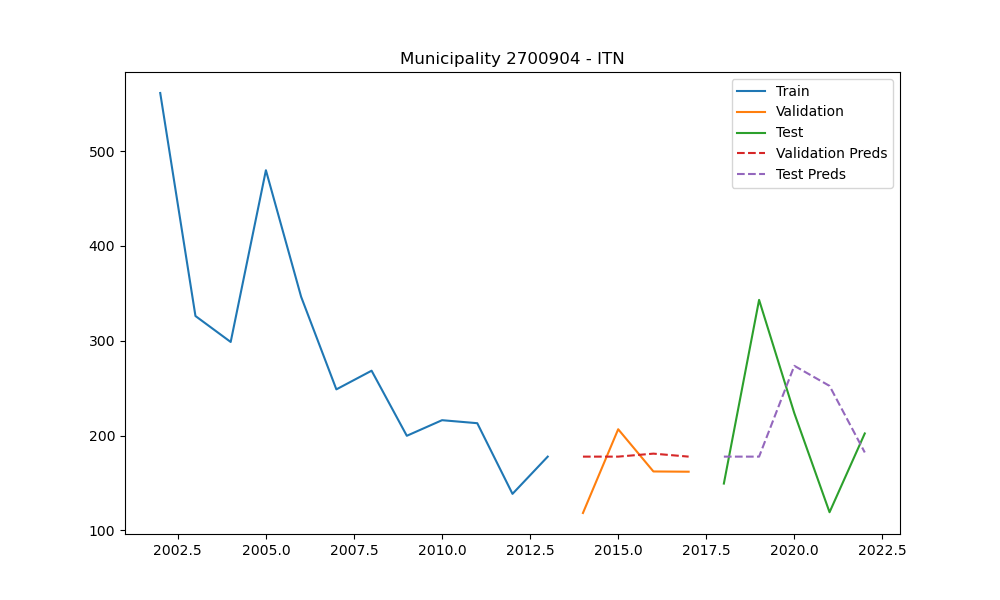 Municipality 2700904 - ITN
Train
Validation
Test
Validation Preds
Test Preds
500
400
300
200
100
2002.5 2005.0 2007.5 2010.0 2012.5 2015.0 2017.5 2020.0 2022.5